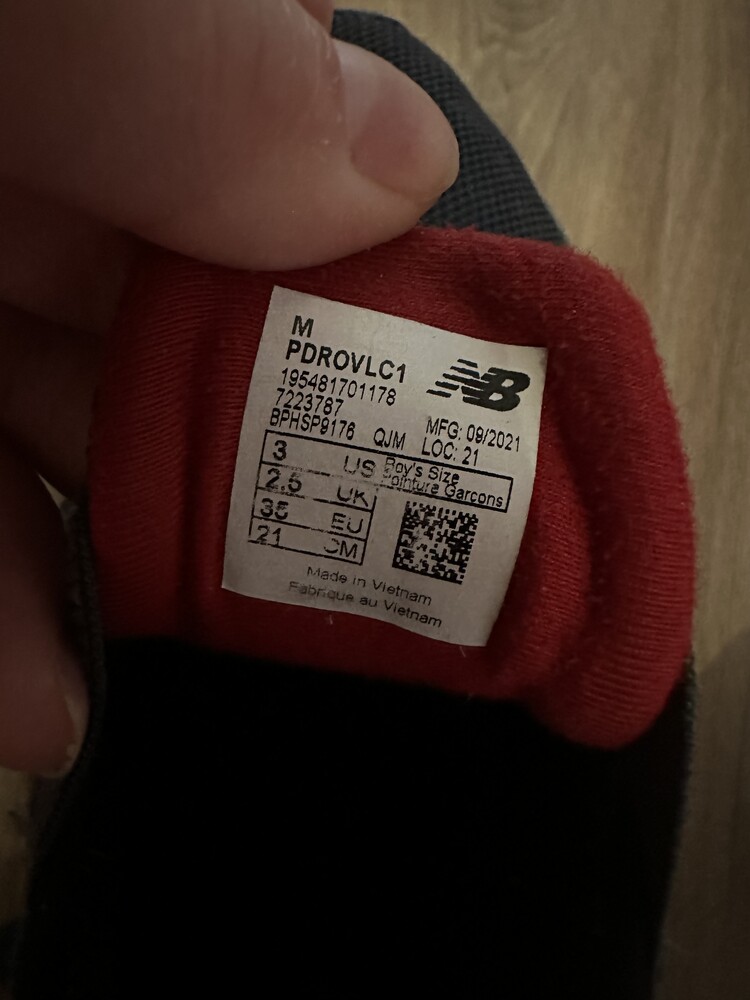 M
PDROVLC1
195481701178
7223787
BPHSP9176 QJM
NB
MFG: 09/2021
LOC: 21
3 US
2.5 UK
35 EU
21 CM
Boy's Size
Pointure Garcons
Made in Vietnam
Fabrique au Vietnam